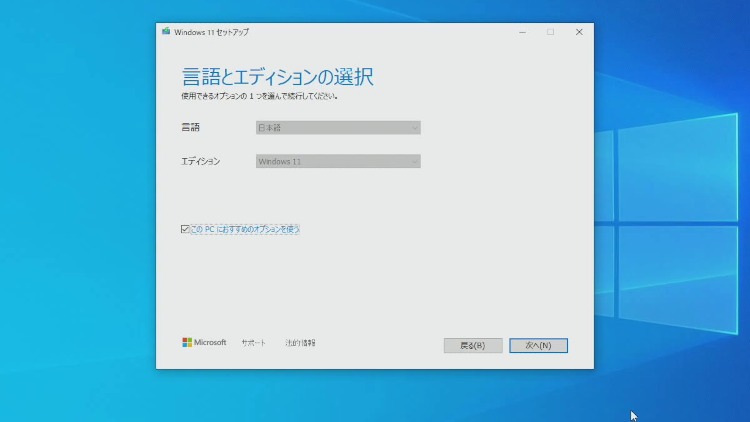 Windows 11 セットアップ
言語とエディションの選択
使用できるオプションの 1 つを選んで続行してください。
言語
日本語
エディション
Windows 11
この PC におすすめのオプションを使う
Microsoft
サポート
法的情報
戻る(B)
次へ(N)